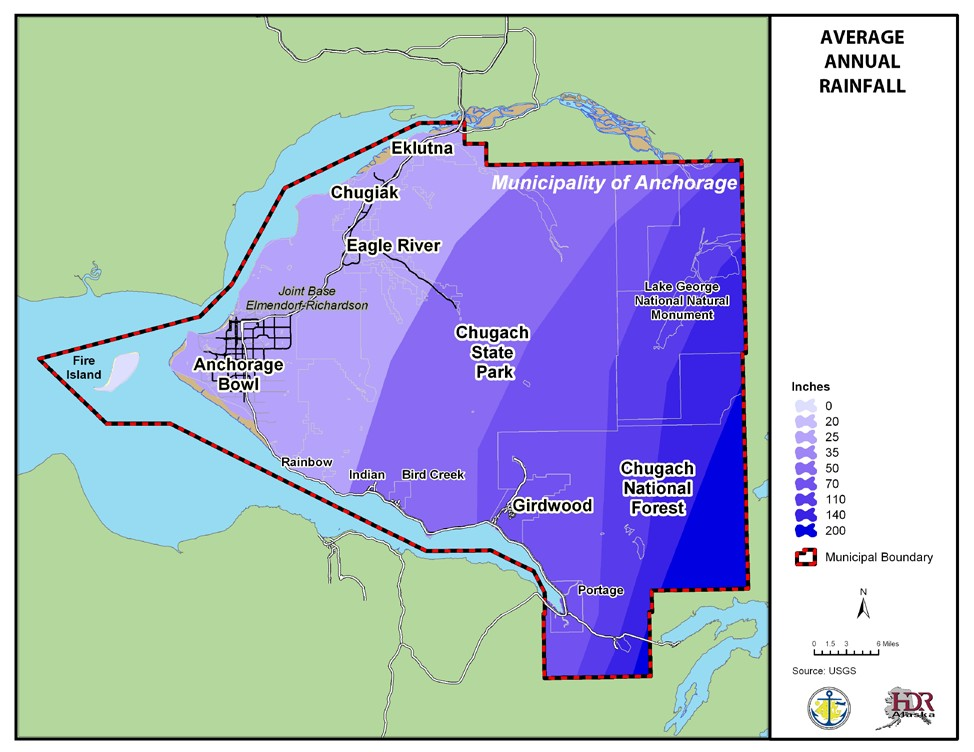 AVERAGE
ANNUAL
RAINFALL
Eklutna
Municipality of Anchorage
Chugiak
Eagle River
Joint Base
Elmendorf-Richardson
Lake George
National Natural
Monument
Chugach
State
Park
Fire
Island
Anchorage
Bowl
Rainbow
Indian
Bird Creek
Chugach
National
Forest
Girdwood
Portage
Inches
0
20
25
35
50
70
110
140
200
Municipal Boundary
N
0 1.5 3 6 Miles
Source: USGS
HDR
Alaska